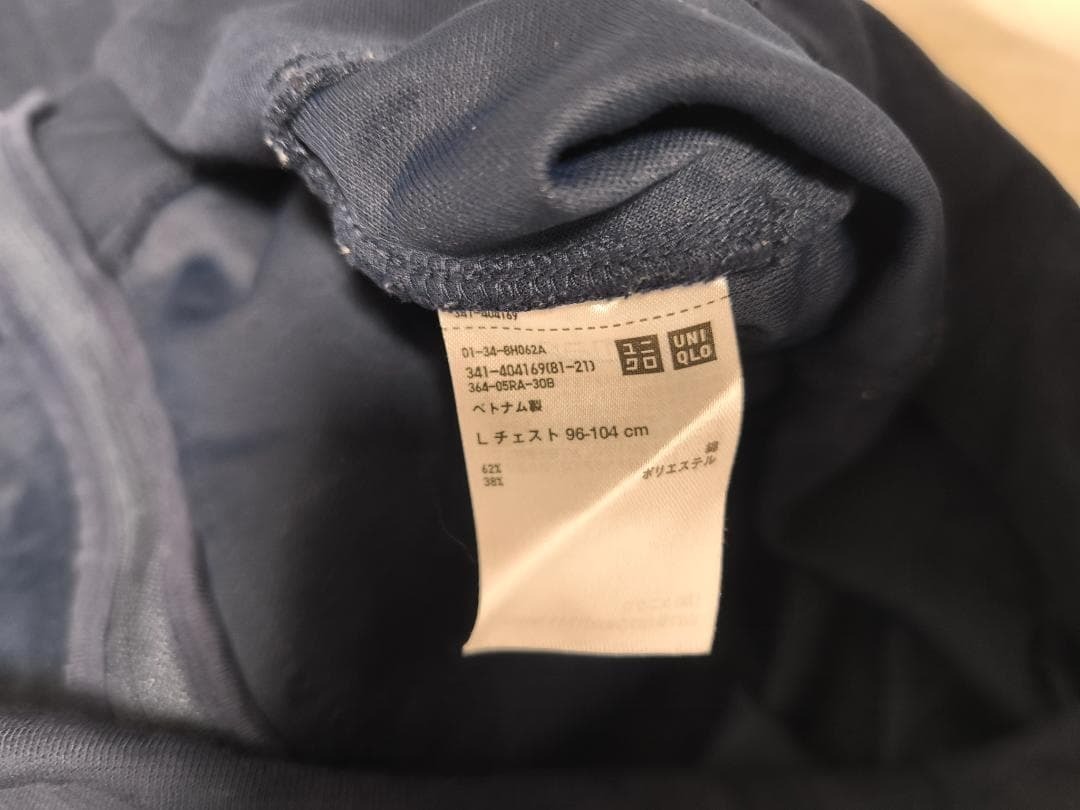 341-404169
01-34-8H062A
341-404169(81-21)
364-05RA-30B
ユニ
クロ
UNI
QLO
ベトナム製
L チェスト 96-104 cm
62% 綿
38% ポリエステル